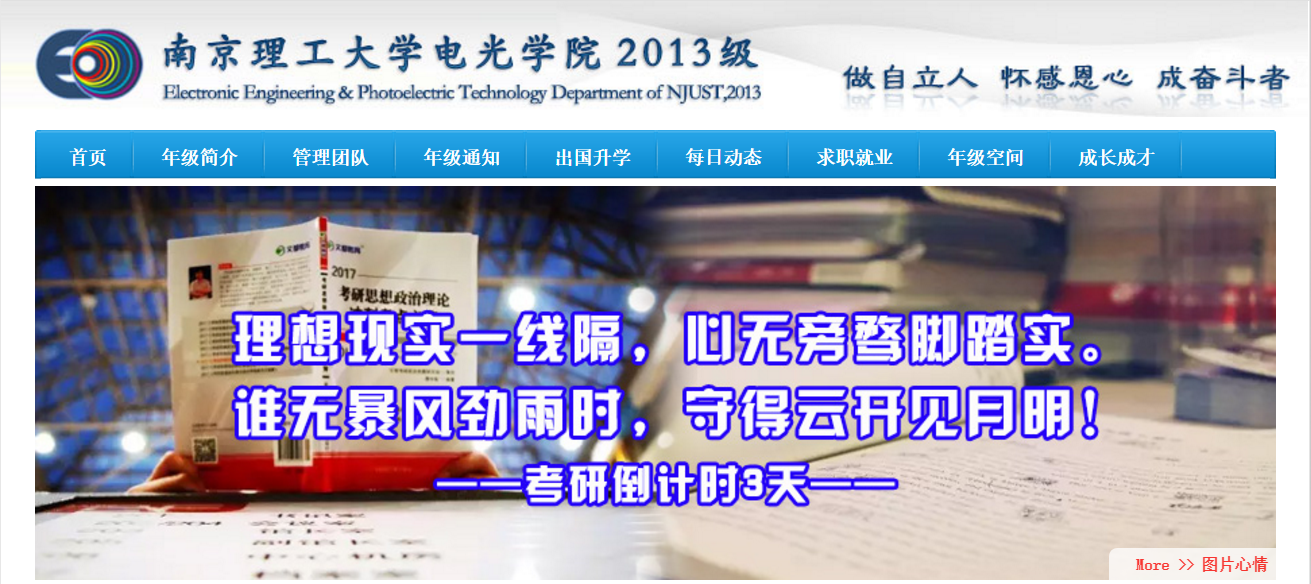 南京理工大学电光学院 2013级
Electronic Engineering & Photoelectric Technology Department of NJUST,2013
做自立人 怀感恩心 成奋斗者
首页 年级简介 管理团队 年级通知 出国升学 每日动态 求职就业 年级空间 成长成才
2017
考研思想政治理论
理想现实一线隔，心无旁骛脚踏实。
谁无暴风劲雨时，守得云开见月明！
——考研倒计时3天——
More >> 图片心情